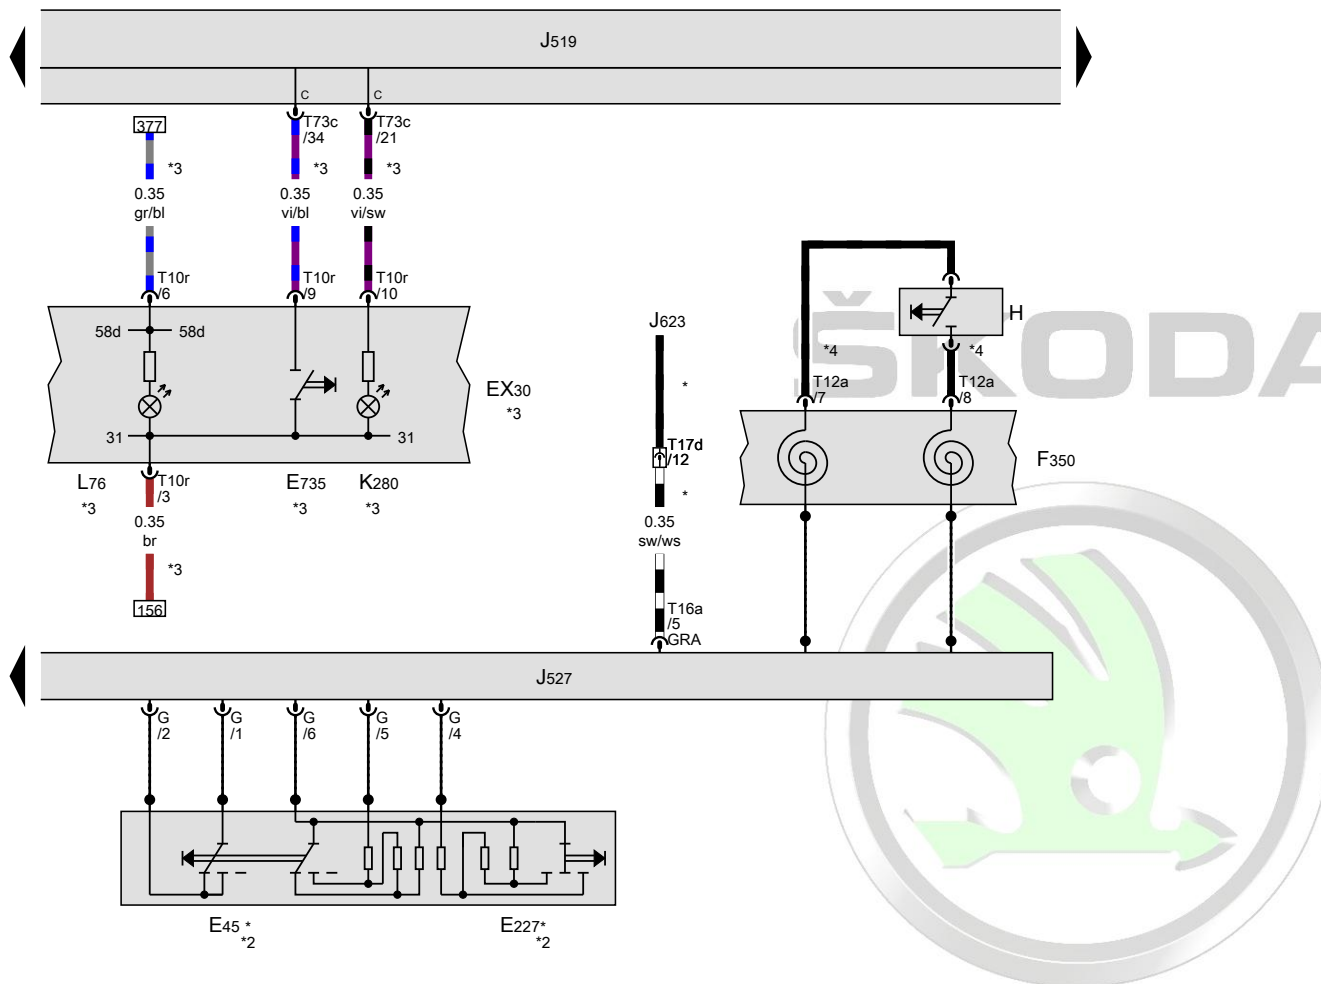 J519
c
c
377
T73c
/34
T73c
/21
*3
*3
*3
0.35
gr/bl
0.35
vi/bl
0.35
vi/sw
T10r
/6
T10r
/9
T10r
/10
58d
58d
31
31
EX30
*3
L76
*3
T10r
/3
E735
*3
K280
*3
0.35
br
*3
156
J623
*
T17d
/12
*
0.35
sw/ws
T16a
/5
GRA
H
*4
*4
T12a
/7
T12a
/8
F350
ŠKODA
J527
G
/2
G
/1
G
/6
G
/5
G
/4
E45 *
*2
E227*
*2